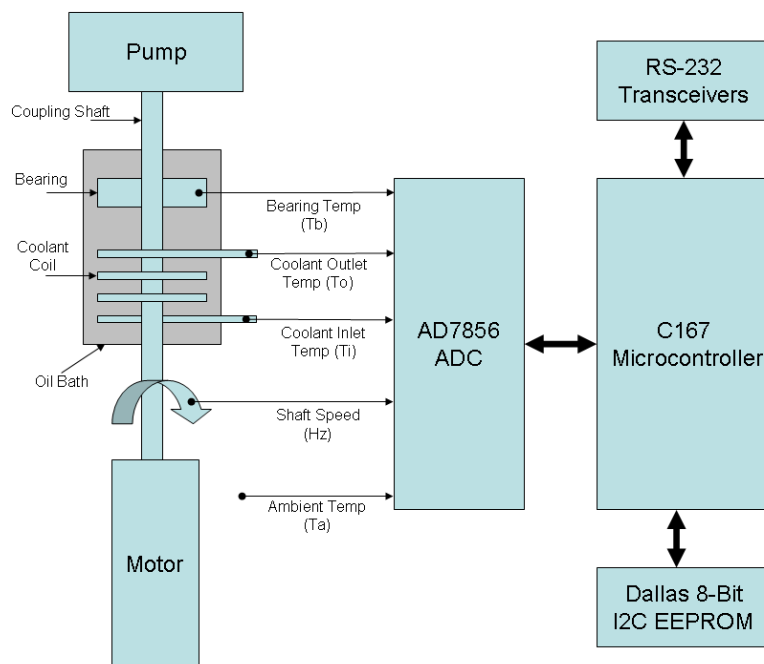 Pump
Coupling Shaft
Bearing
Coolant
Coil
Oil Bath
Motor
Bearing Temp
(Tb)
Coolant Outlet
Temp (To)
Coolant Inlet
Temp (Ti)
Shaft Speed
(Hz)
Ambient Temp
(Ta)
AD7856
ADC
RS-232
Transceivers
C167
Microcontroller
Dallas 8-Bit
I2C EEPROM